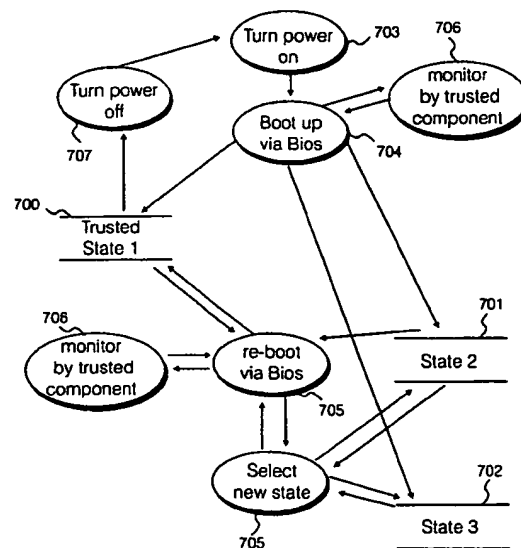 Turn power
on
703
706
monitor
by trusted
component
Turn power
off
707
Boot up
via Bios
704
700
Trusted
State 1
706
monitor
by trusted
component
re-boot
via Bios
705
701
State 2
Select
new state
705
702
State 3